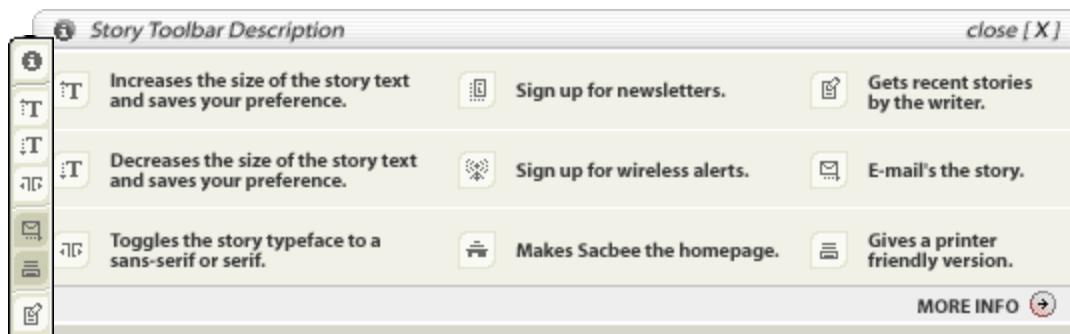 Story Toolbar Description
close [ X ]
Increases the size of the story text
and saves your preference.
Sign up for newsletters.
Gets recent stories
by the writer.
Decreases the size of the story text
and saves your preference.
Sign up for wireless alerts.
E-mail's the story.
Toggles the story typeface to a
sans-serif or serif.
Makes Sacbee the homepage.
Gives a printer
friendly version.
MORE INFO